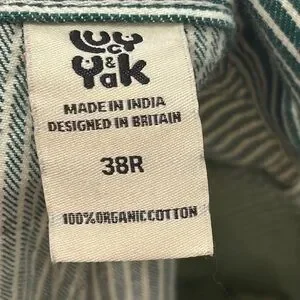 LUCY
&
YAK
MADE IN INDIA
DESIGNED IN BRITAIN
38R
100%ORGANICCOTTON